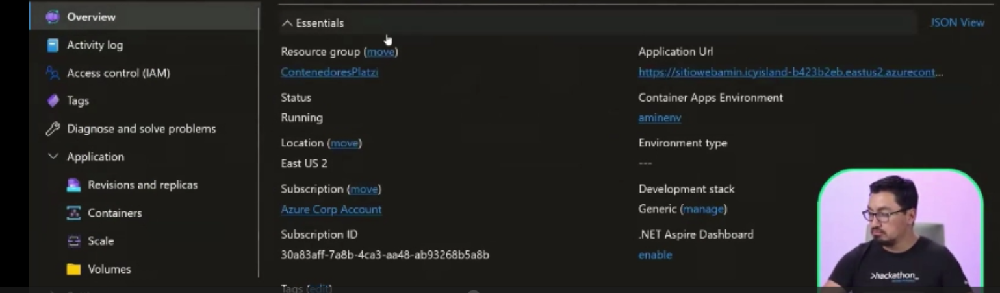 Overview
Activity log
Access control (IAM)
Tags
Diagnose and solve problems
Application
Revisions and replicas
Containers
Scale
Volumes
Essentials
JSON View
Resource group (move)
ContenedoresPlatzi
Status
Running
Location (move)
East US 2
Subscription (move)
Azure Corp Account
Subscription ID
30a83aff-7a8b-4ca3-aa48-ab93268b5a8b
Tags (edit)
Application Url
https://sitiowebamin.icyisland-b423b2eb.eastus2.azurecont...
Container Apps Environment
aminenv
Environment type
---
Development stack
Generic (manage)
.NET Aspire Dashboard
enable
>hackathon_